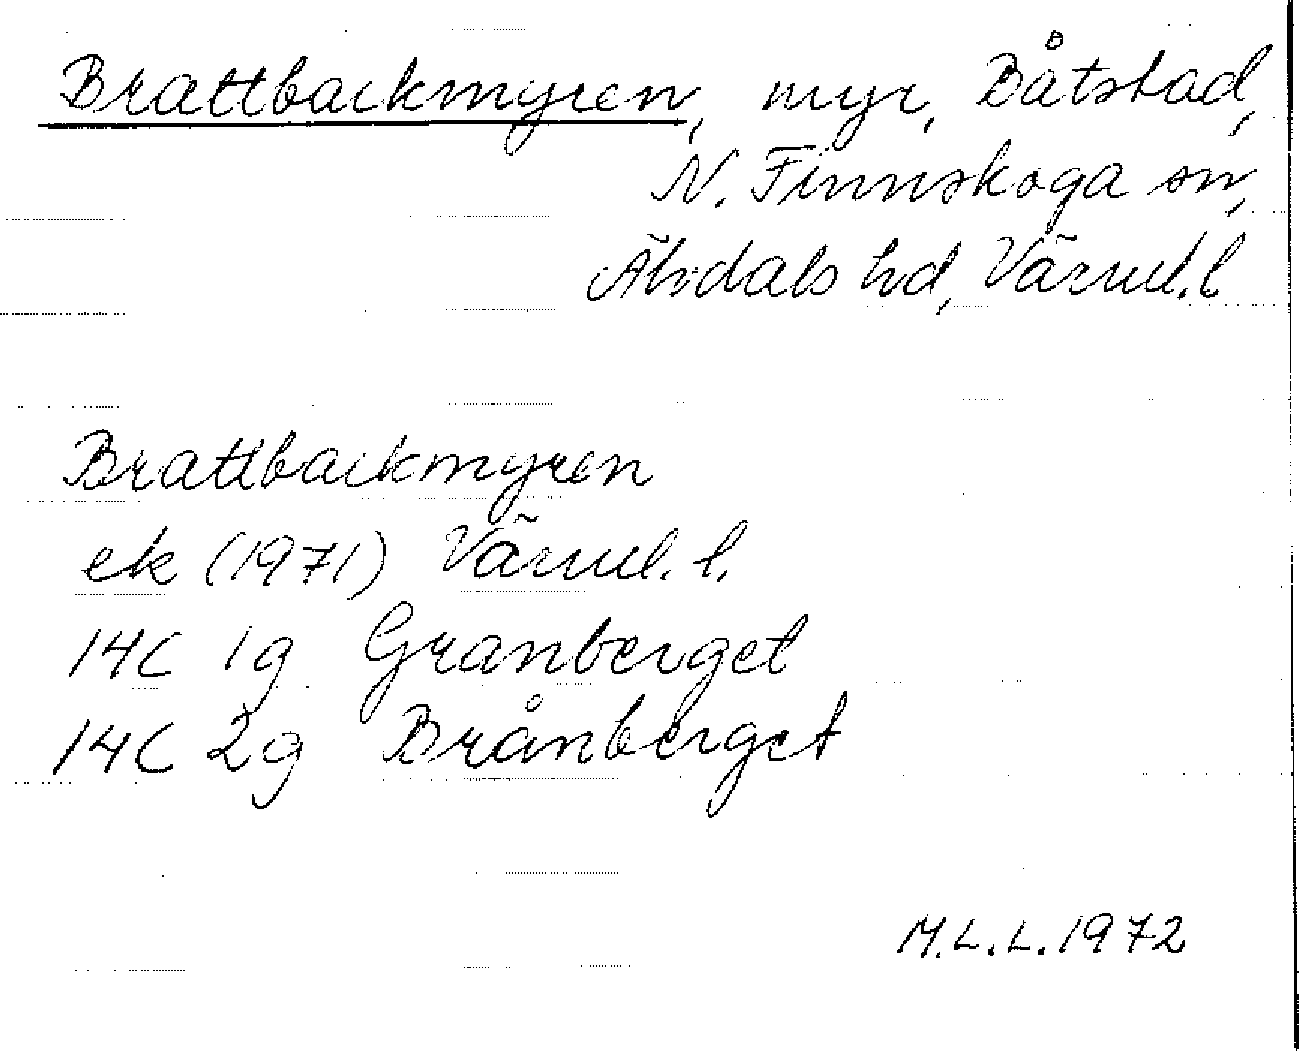 Brattbackmyren, myr, Båtstad,
N. Finnskoga sn,
Älvdals hd, Värml. l
Brattbackmyren
ek (1971) Värml. l.
14C 1g Granberget
14C 2g Brånberget
M.L.L. 1972